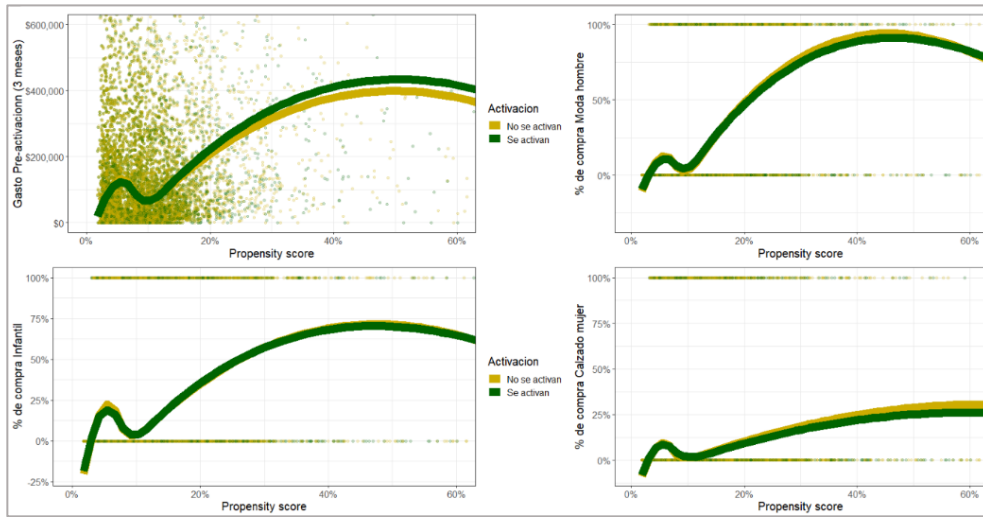 $600,000
$400,000
$200,000
$0
Gasto Pre-activacionn (3 meses)
0%
20%
40%
60%
Propensity score
Activacion
No se activan
Se activan
100%
50%
0%
% de compra Moda hombre
0%
20%
40%
60%
Propensity score
100%
75%
50%
25%
0%
-25%
% de compra Infantil
0%
20%
40%
60%
Propensity score
Activacion
No se activan
Se activan
100%
75%
50%
25%
0%
% de compra Calzado mujer
0%
20%
40%
60%
Propensity score